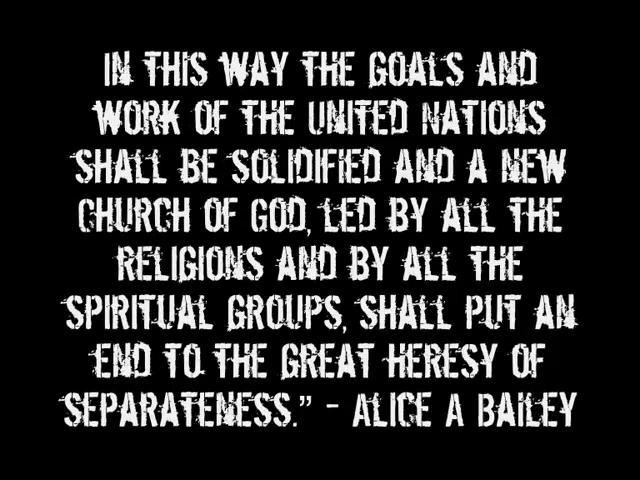 IN THIS WAY THE GOALS AND
WORK OF THE UNITED NATIONS
SHALL BE SOLIDIFIED AND A NEW
CHURCH OF GOD, LED BY ALL THE
RELIGIONS AND BY ALL THE
SPIRITUAL GROUPS, SHALL PUT AN
END TO THE GREAT HERESY OF
SEPARATENESS.” - ALICE A BAILEY